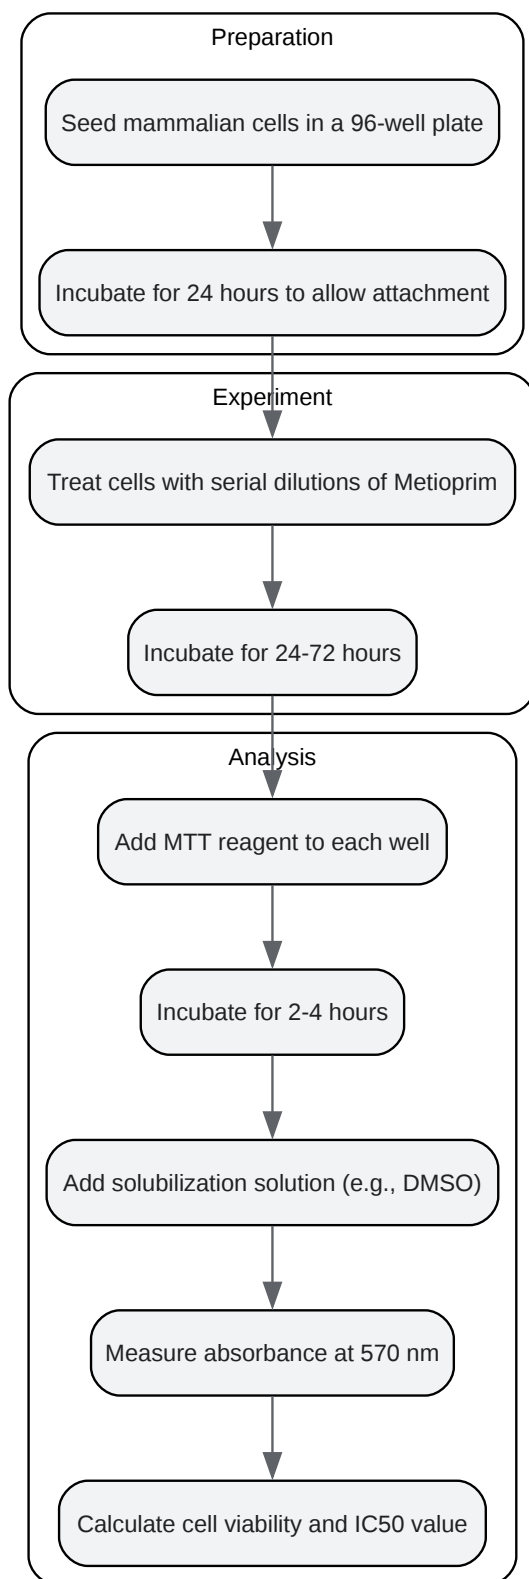 Preparation
Seed mammalian cells in a 96-well plate
Incubate for 24 hours to allow attachment
Experiment
Treat cells with serial dilutions of Metioprim
Incubate for 24-72 hours
Analysis
Add MTT reagent to each well
Incubate for 2-4 hours
Add solubilization solution (e.g., DMSO)
Measure absorbance at 570 nm
Calculate cell viability and IC50 value